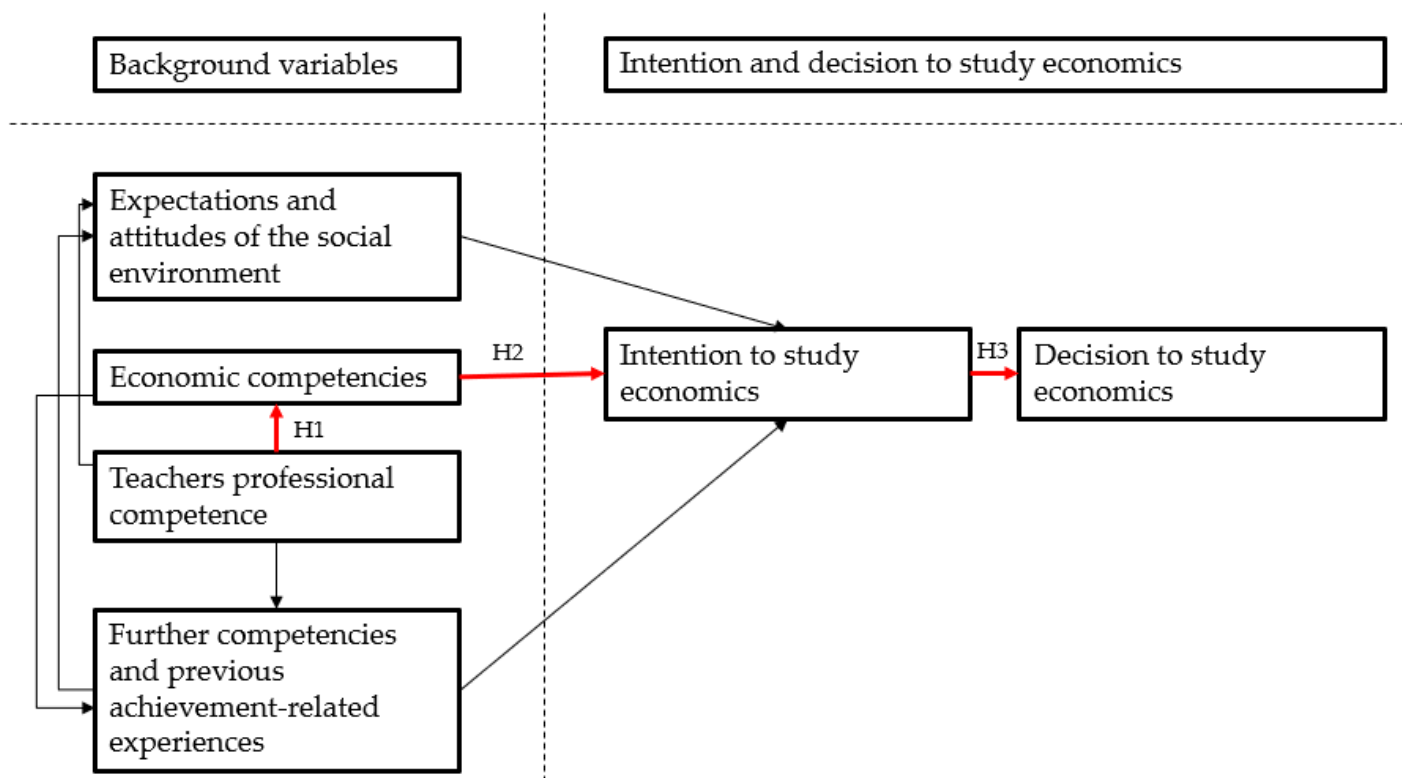 Background variables
Intention and decision to study economics
Expectations and
attitudes of the social
environment
Economic competencies
H2
Intention to study
economics
H3
Decision to study
economics
H1
Teachers professional
competence
Further competencies
and previous
achievement-related
experiences